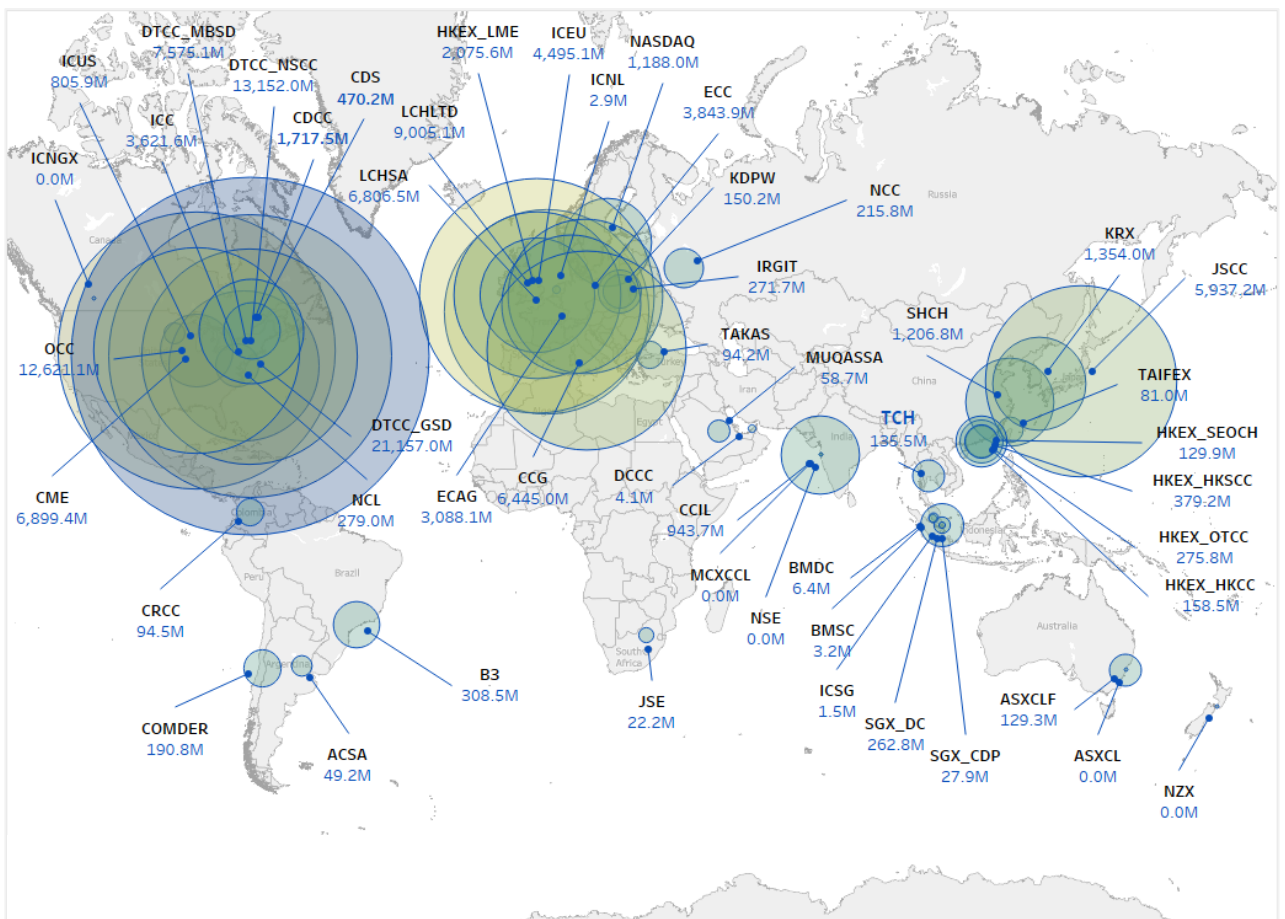 DTCC_MBSD
7,575.1M
HKEX_LME
2,075.6M
ICEU
4,495.1M
NASDAQ
1,188.0M
ICUS
805.9M
DTCC_NSCC
13,152.0M
CDS
470.2M
ICNL
2.9M
ECC
3,843.9M
ICC
3,621.6M
CDCC
1,717.5M
LCHLTD
9,005.1M
ICNGX
0.0M
LCHSA
6,806.5M
KDPW
150.2M
NCC
215.8M
Russia
Canada
KRX
1,354.0M
IRGIT
271.7M
JSCC
5,937.2M
SHCH
1,206.8M
OCC
12,621.1M
TAKAS
94.2M
Turkey
MUQASSA
58.7M
China
TAIFEX
81.0M
Iran
Egypt
TCH
135.5M
India
DTCC_GSD
21,157.0M
HKEX_SEOCH
129.9M
CME
6,899.4M
NCL
279.0M
ECAG
3,088.1M
CCG
6,445.0M
DCCC
4.1M
CCIL
943.7M
HKEX_HKSCC
379.2M
Colombia
Indonesia
HKEX_OTCC
275.8M
MCXCCL
0.0M
BMDC
6.4M
HKEX_HKCC
158.5M
Peru
Brazil
CRCC
94.5M
NSE
0.0M
BMSC
3.2M
Australia
B3
308.5M
South
Africa
Argentina
JSE
22.2M
ICSG
1.5M
ASXCLF
129.3M
SGX_DC
262.8M
COMDER
190.8M
ACSA
49.2M
SGX_CDP
27.9M
ASXCL
0.0M
NZX
0.0M